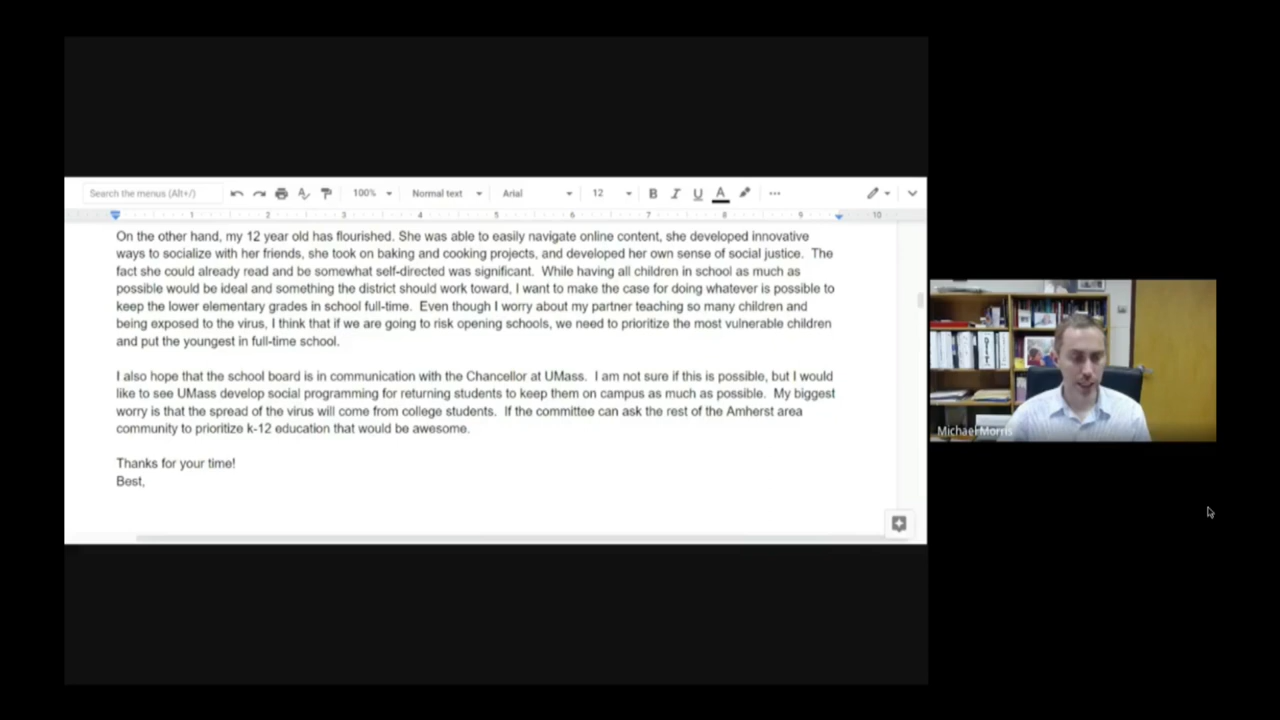 Search the menus (Alt+/)
100%
Normal text
Arial
12
1 2 3 4 5 6 7 8 9 10
On the other hand, my 12 year old has flourished. She was able to easily navigate online content, she developed innovative
ways to socialize with her friends, she took on baking and cooking projects, and developed her own sense of social justice.  The
fact she could already read and be somewhat self-directed was significant.  While having all children in school as much as
possible would be ideal and something the district should work toward, I want to make the case for doing whatever is possible to
keep the lower elementary grades in school full-time.  Even though I worry about my partner teaching so many children and
being exposed to the virus, I think that if we are going to risk opening schools, we need to prioritize the most vulnerable children
and put the youngest in full-time school.
I also hope that the school board is in communication with the Chancellor at UMass.  I am not sure if this is possible, but I would
like to see UMass develop social programming for returning students to keep them on campus as much as possible.  My biggest
worry is that the spread of the virus will come from college students.  If the committee can ask the rest of the Amherst area
community to prioritize k-12 education that would be awesome.
Thanks for your time!
Best,
Michael Morris